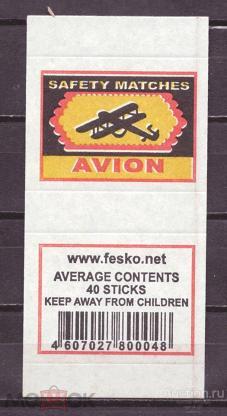 SAFETY MATCHES
AVION
www.fesko.net
AVERAGE CONTENTS
40 STICKS
KEEP AWAY FROM CHILDREN
4 607027 800048